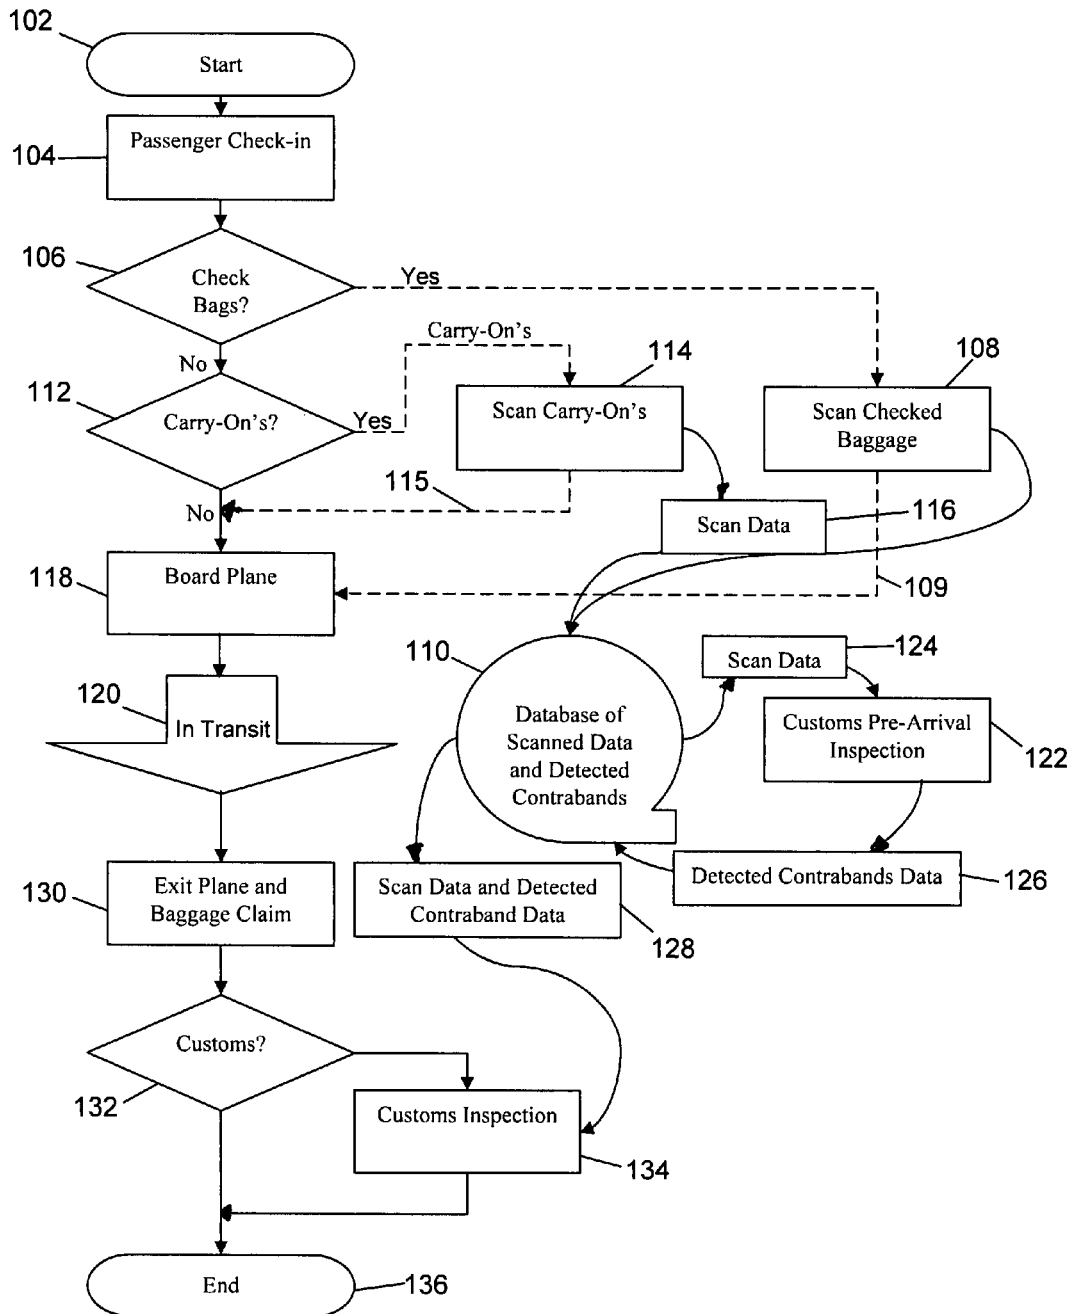 102
Start
Passenger Check-in
104
106
Check
Bags?
Yes
No
Carry-On's
112
Carry-On's?
Yes
114
Scan Carry-On's
108
Scan Checked
Baggage
115
No
Scan Data
116
118
Board Plane
109
110
Database of
Scanned Data
and Detected
Contrabands
Scan Data
124
120
In Transit
Customs Pre-Arrival
Inspection
122
Detected Contrabands Data
126
130
Exit Plane and
Baggage Claim
Scan Data and Detected
Contraband Data
128
Customs?
132
Customs Inspection
134
End
136